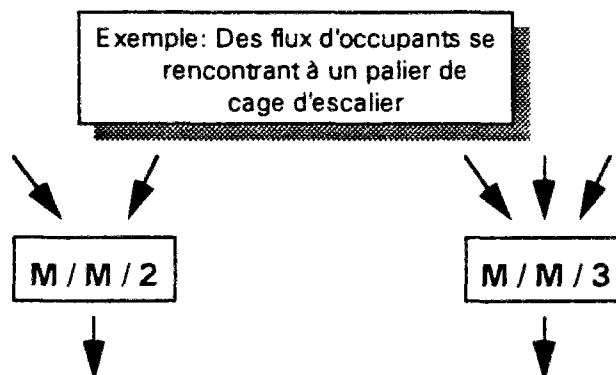 Exemple: Des flux d'occupants se
rencontrant à un palier de
cage d'escalier
M / M / 2
M / M / 3